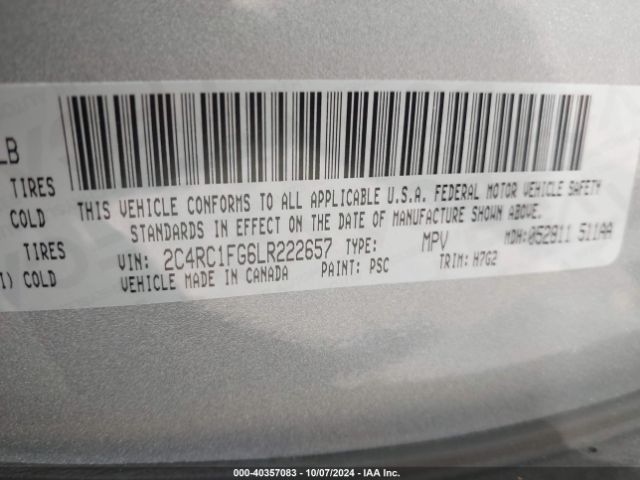 LB
TIRES
COLD
TIRES
) COLD
THIS VEHICLE CONFORMS TO ALL APPLICABLE U.S.A. FEDERAL MOTOR VEHICLE SAFETY
STANDARDS IN EFFECT ON THE DATE OF MANUFACTURE SHOWN ABOVE.
VIN: 2C4RC1FG6LR222657 TYPE: MPV MDH:052811 511AA
VEHICLE MADE IN CANADA PAINT: PSC TRIM: H7G2
000-40357083 - 10/07/2024 - IAA Inc.